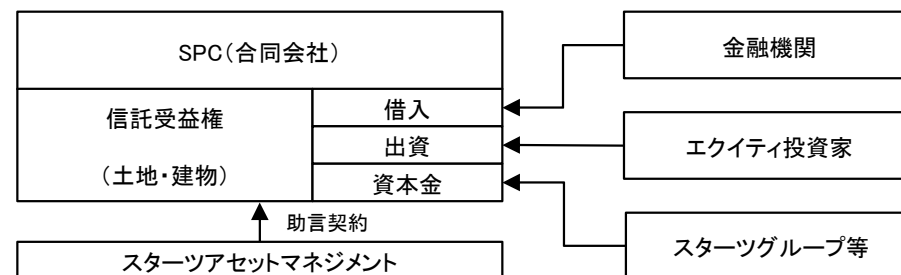 SPC(合同会社)
信託受益権
(土地・建物)
借入
出資
資本金
金融機関
エクイティ投資家
スターツグループ等
助言契約
スターツアセットマネジメント